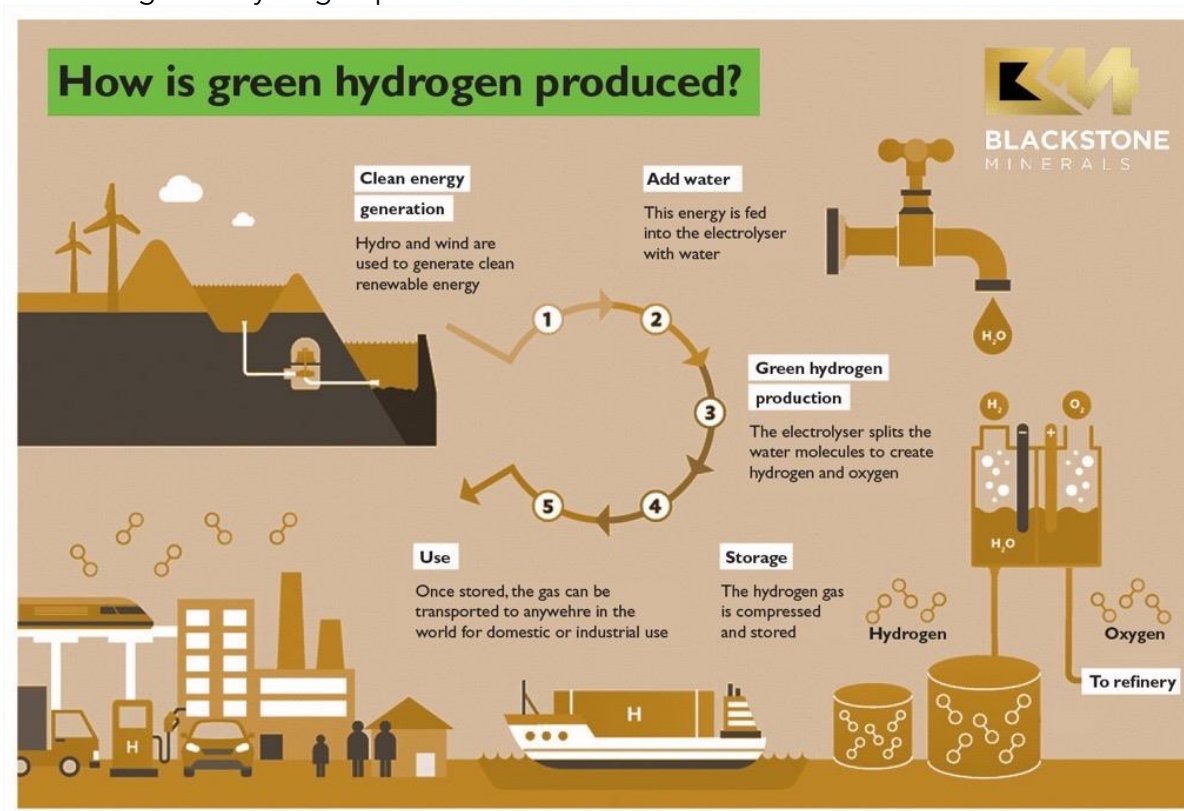 How is green hydrogen produced?
BLACKSTONE
MINERALS
Clean energy
generation
Hydro and wind are
used to generate clean
renewable energy
Add water
This energy is fed
into the electrolyser
with water
H₂O
1
2
3
4
5
Green hydrogen
production
The electrolyser splits the
water molecules to create
hydrogen and oxygen
H₂
O₂
−
+
H₂O
Use
Once stored, the gas can be
transported to anywehre in the
world for domestic or industrial use
Storage
The hydrogen gas
is compressed
and stored
Hydrogen
Oxygen
To refinery
H
H